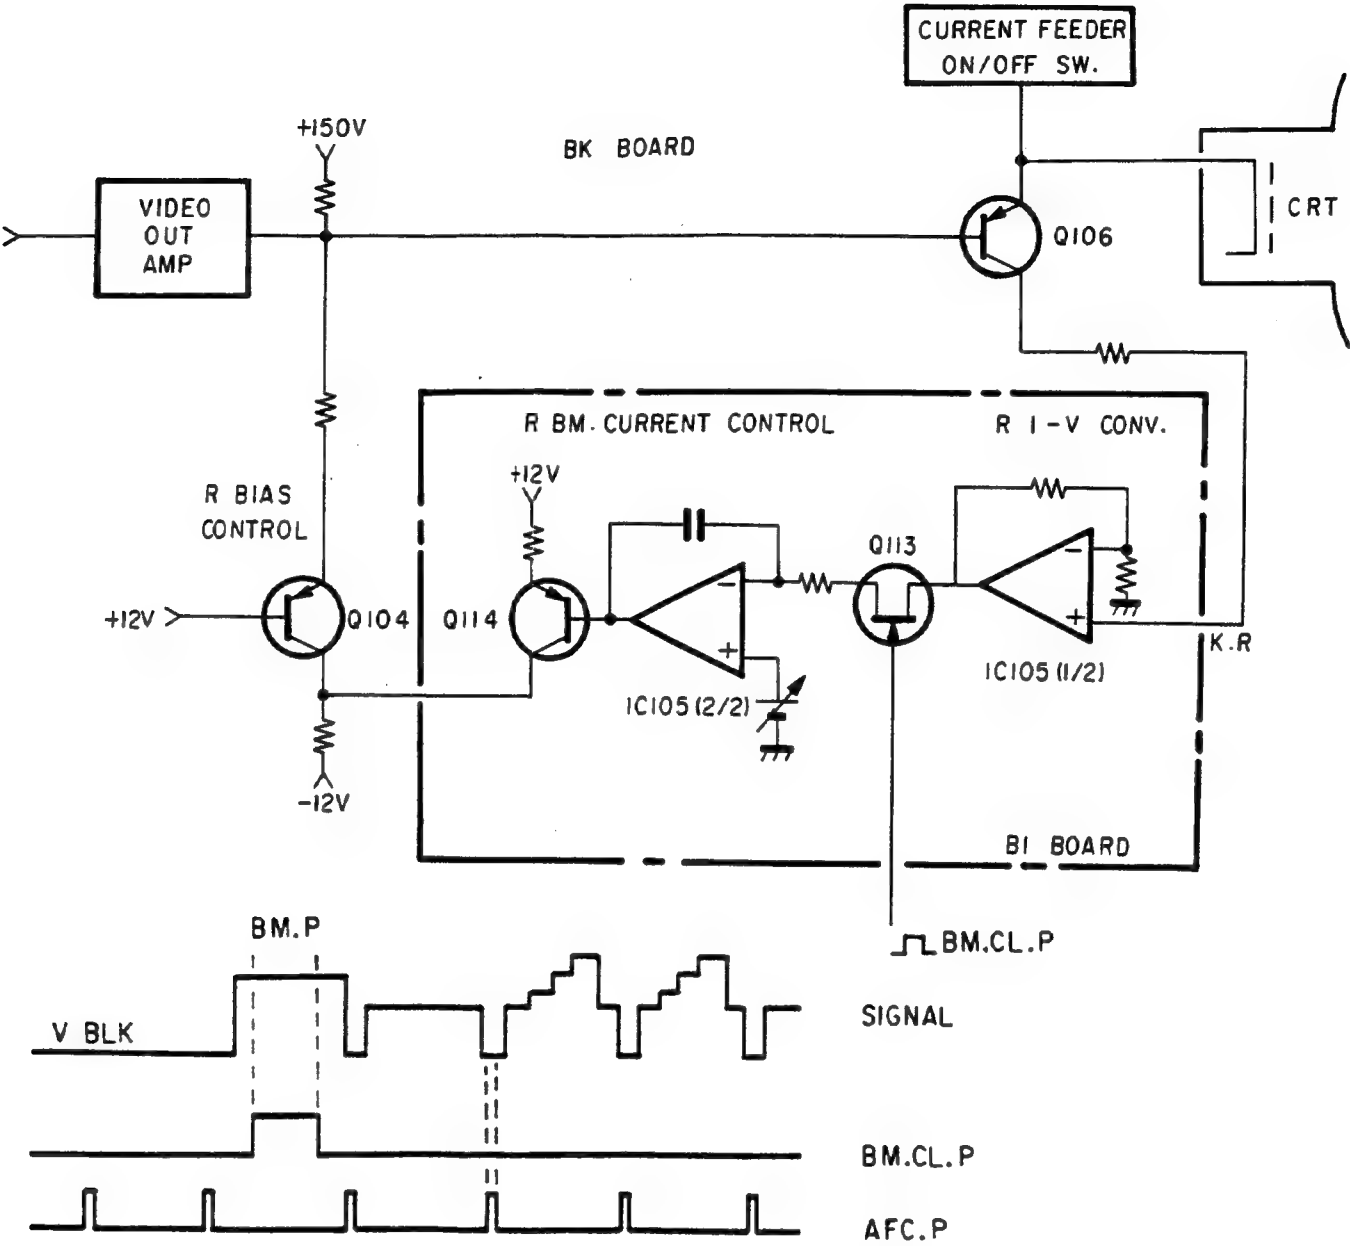 CURRENT FEEDER
ON/OFF SW.
+150V
BK BOARD
VIDEO
OUT
AMP
Q106
CRT
R BM. CURRENT CONTROL
R I-V CONV.
+12V
R BIAS
CONTROL
Q113
+12V
Q104
Q114
K.R
IC105 (1/2)
IC105 (2/2)
-12V
B1 BOARD
BM.P
BM.CL.P
V BLK
SIGNAL
BM.CL.P
AFC.P